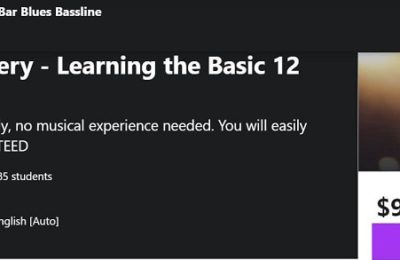 Bar Blues Bassline
ery - Learning the Basic 12
ly, no musical experience needed. You will easily
TEED
35 students
nglish [Auto]
$9